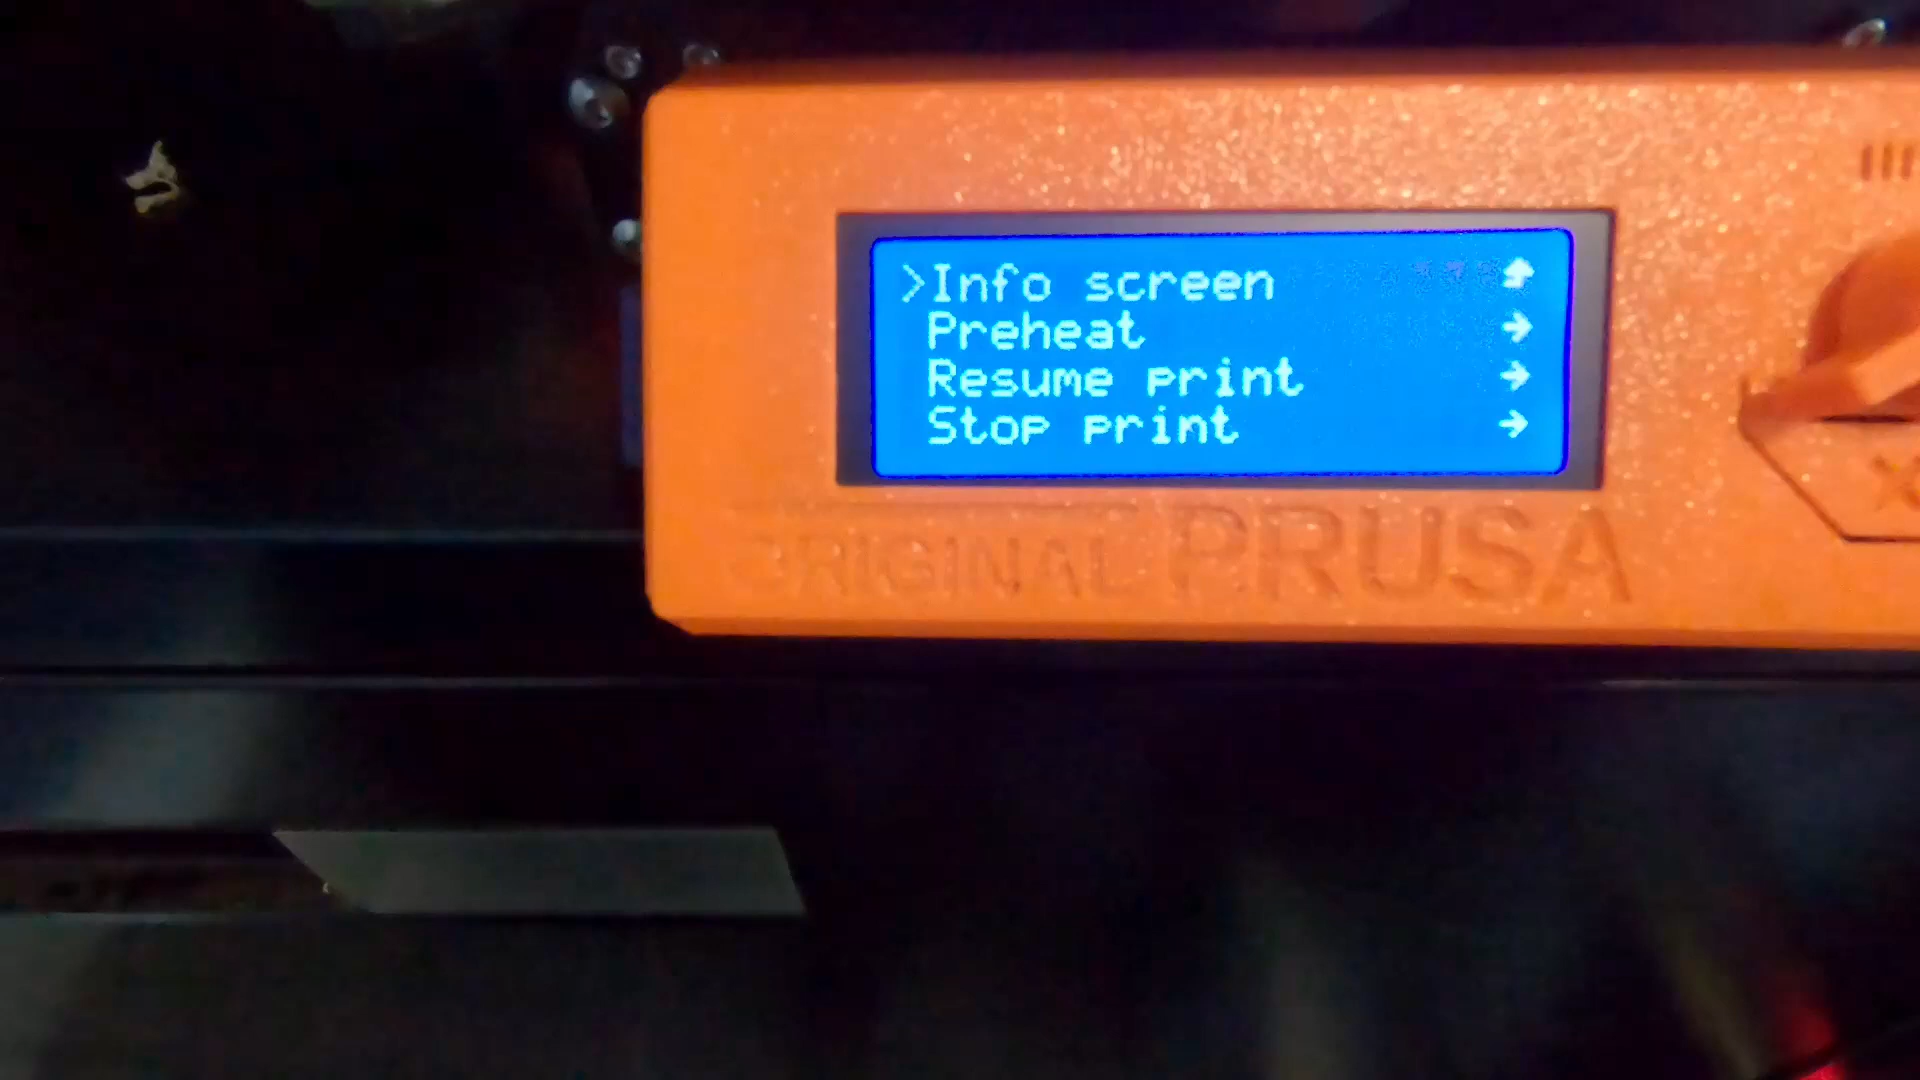 >Info screen
Preheat →
Resume print →
Stop print →
ORIGINAL PRUSA